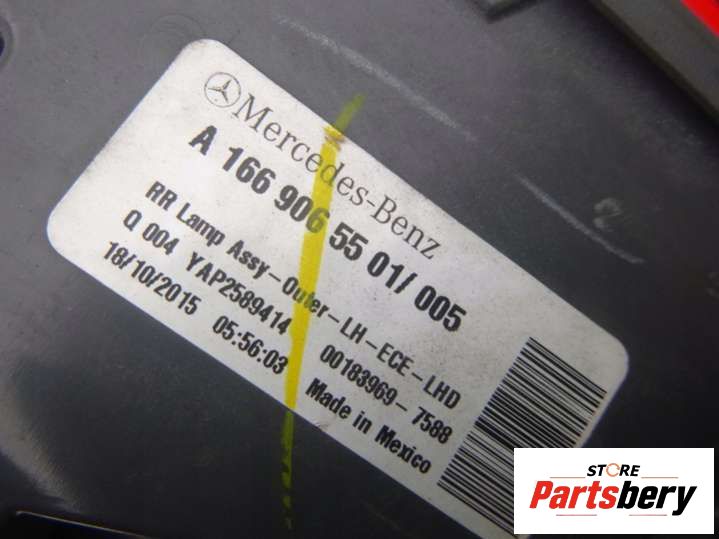 Mercedes-Benz
A 166 906 55 01/ 005
RR Lamp Assy-Outer-LH-ECE-LHD
Q 004 YAP2589414 00183969-7588
18/10/2015 05:56:03 Made in Mexico
STORE
Partsbery